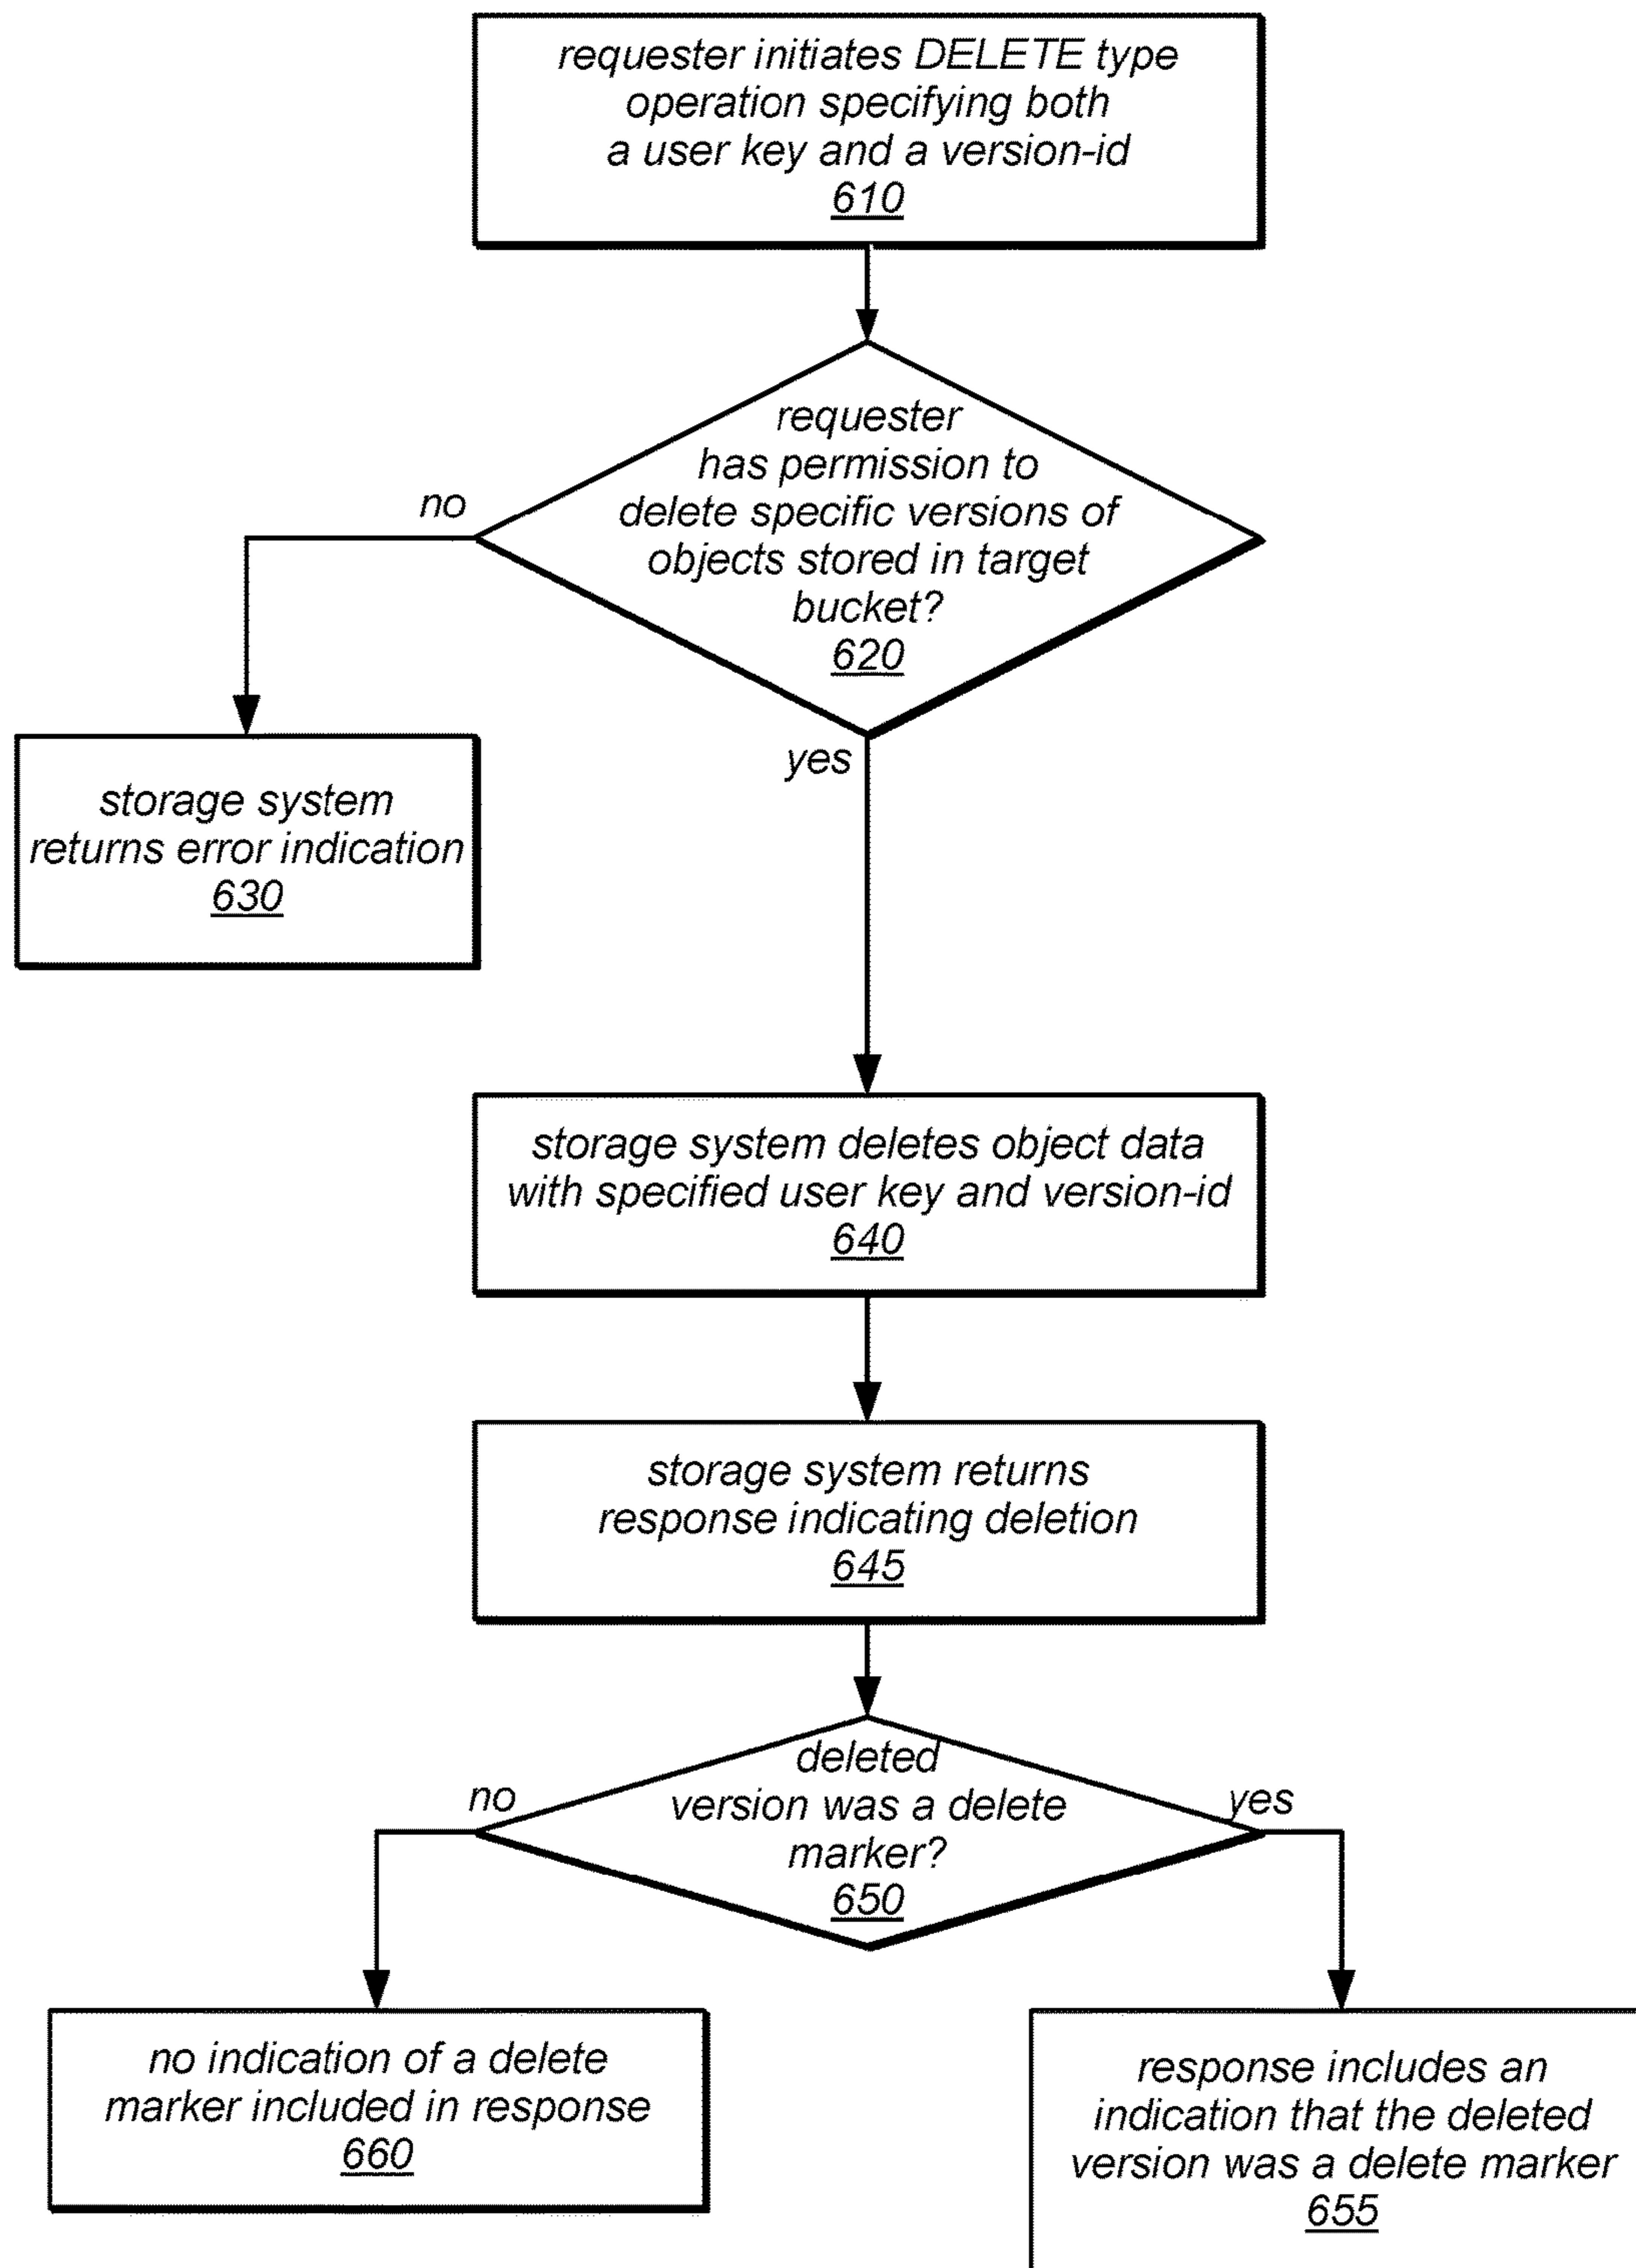 requester initiates DELETE type
operation specifying both
a user key and a version-id
610
requester
has permission to
delete specific versions of
objects stored in target
bucket?
620
no
yes
storage system
returns error indication
630
storage system deletes object data
with specified user key and version-id
640
storage system returns
response indicating deletion
645
deleted
version was a delete
marker?
650
no
yes
no indication of a delete
marker included in response
660
response includes an
indication that the deleted
version was a delete marker
655